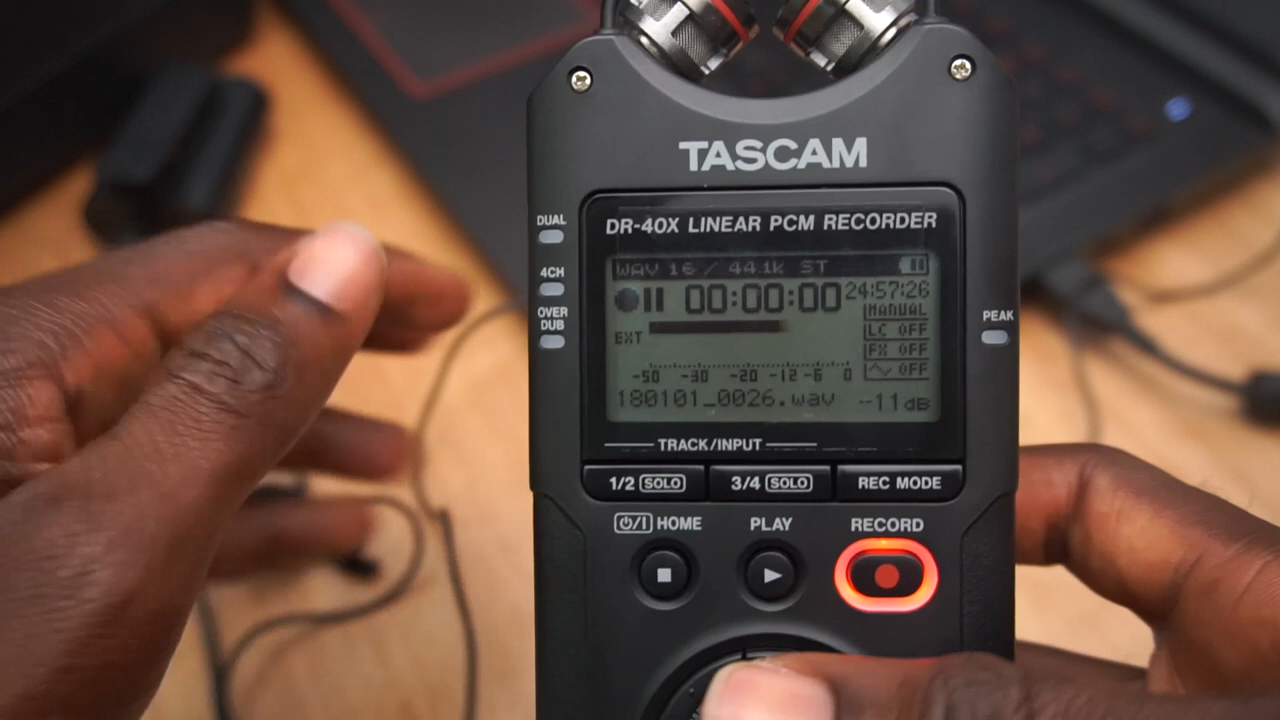 TASCAM
DR-40X LINEAR PCM RECORDER
DUAL
4CH
OVER
DUB
PEAK
WAV 16 / 44.1k ST
00:00:00 24:57:26
MANUAL
LC OFF
FX OFF
OFF
EXT
-50 -30 -20 -12 -6 0
180101_0026.wav -11dB
TRACK/INPUT
1/2 SOLO 3/4 SOLO REC MODE
HOME PLAY RECORD